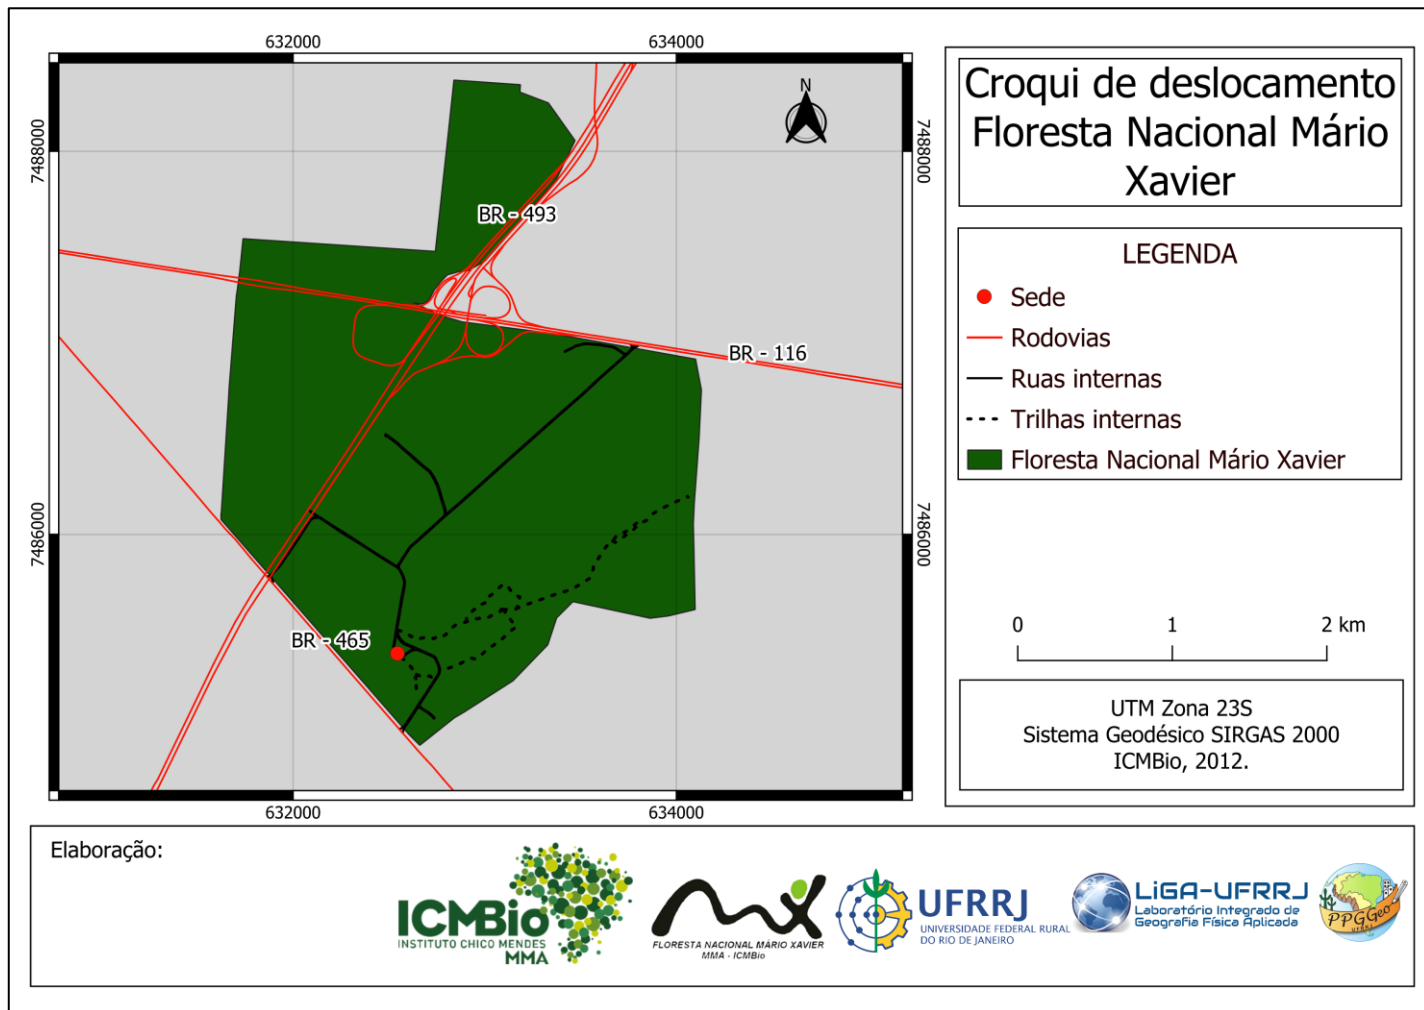 632000
634000
7488000
7488000
7486000
7486000
632000
634000
N
BR - 493
BR - 116
BR - 465
Croqui de deslocamento
Floresta Nacional Mário
Xavier
LEGENDA
Sede
Rodovias
Ruas internas
Trilhas internas
Floresta Nacional Mário Xavier
0 1 2 km
UTM Zona 23S
Sistema Geodésico SIRGAS 2000
ICMBio, 2012.
Elaboração:
ICMBio
INSTITUTO CHICO MENDES
MMA
FLORESTA NACIONAL MÁRIO XAVIER
MMA - ICMBio
UFRRJ
UNIVERSIDADE FEDERAL RURAL
DO RIO DE JANEIRO
LiGA-UFRRJ
Laboratório Integrado de
Geografia Física Aplicada
PPGGeo
UFRRJ